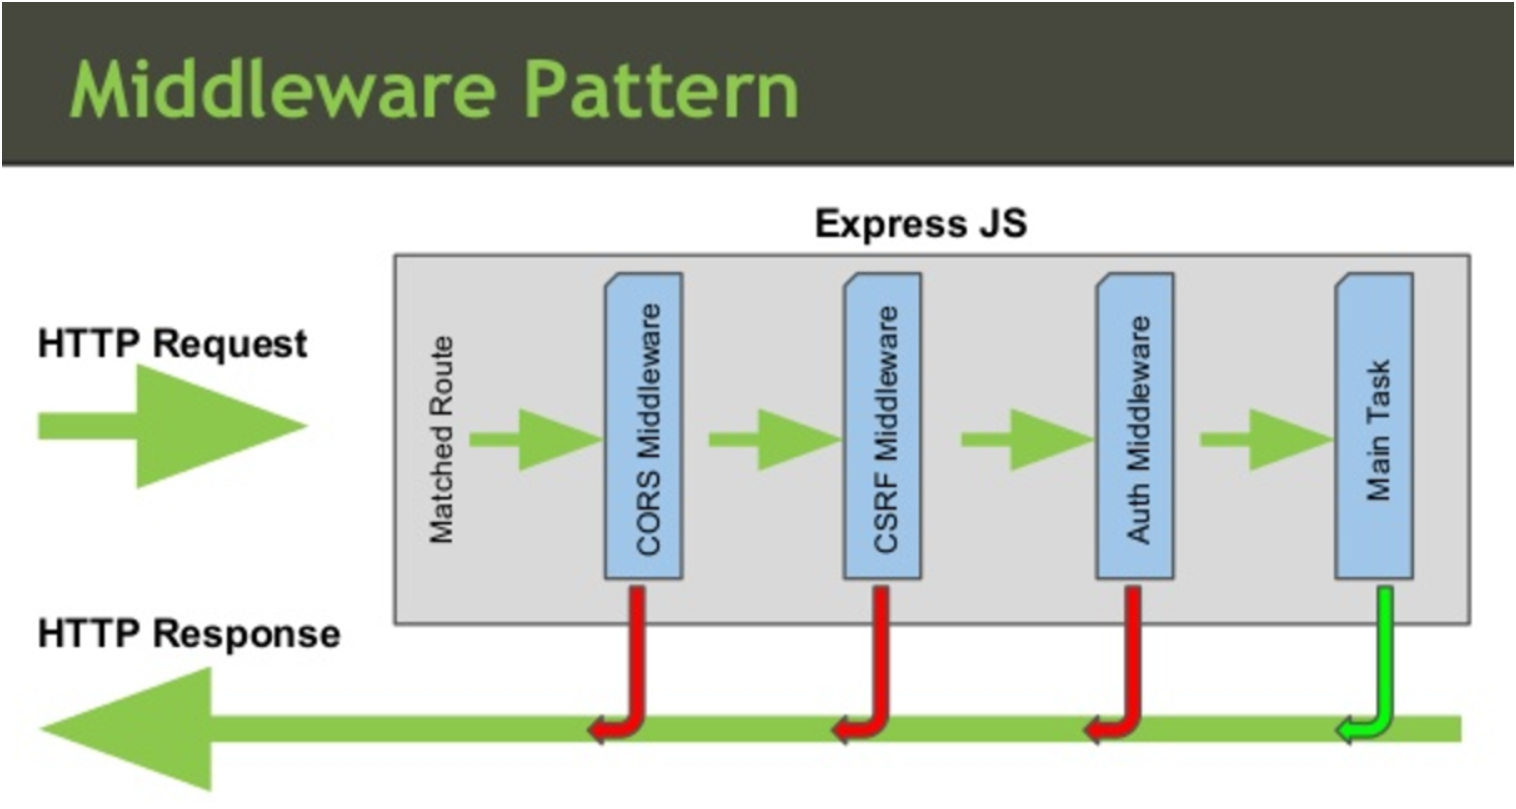 Middleware Pattern
Express JS
HTTP Request
Matched Route
CORS Middleware
CSRF Middleware
Auth Middleware
Main Task
HTTP Response